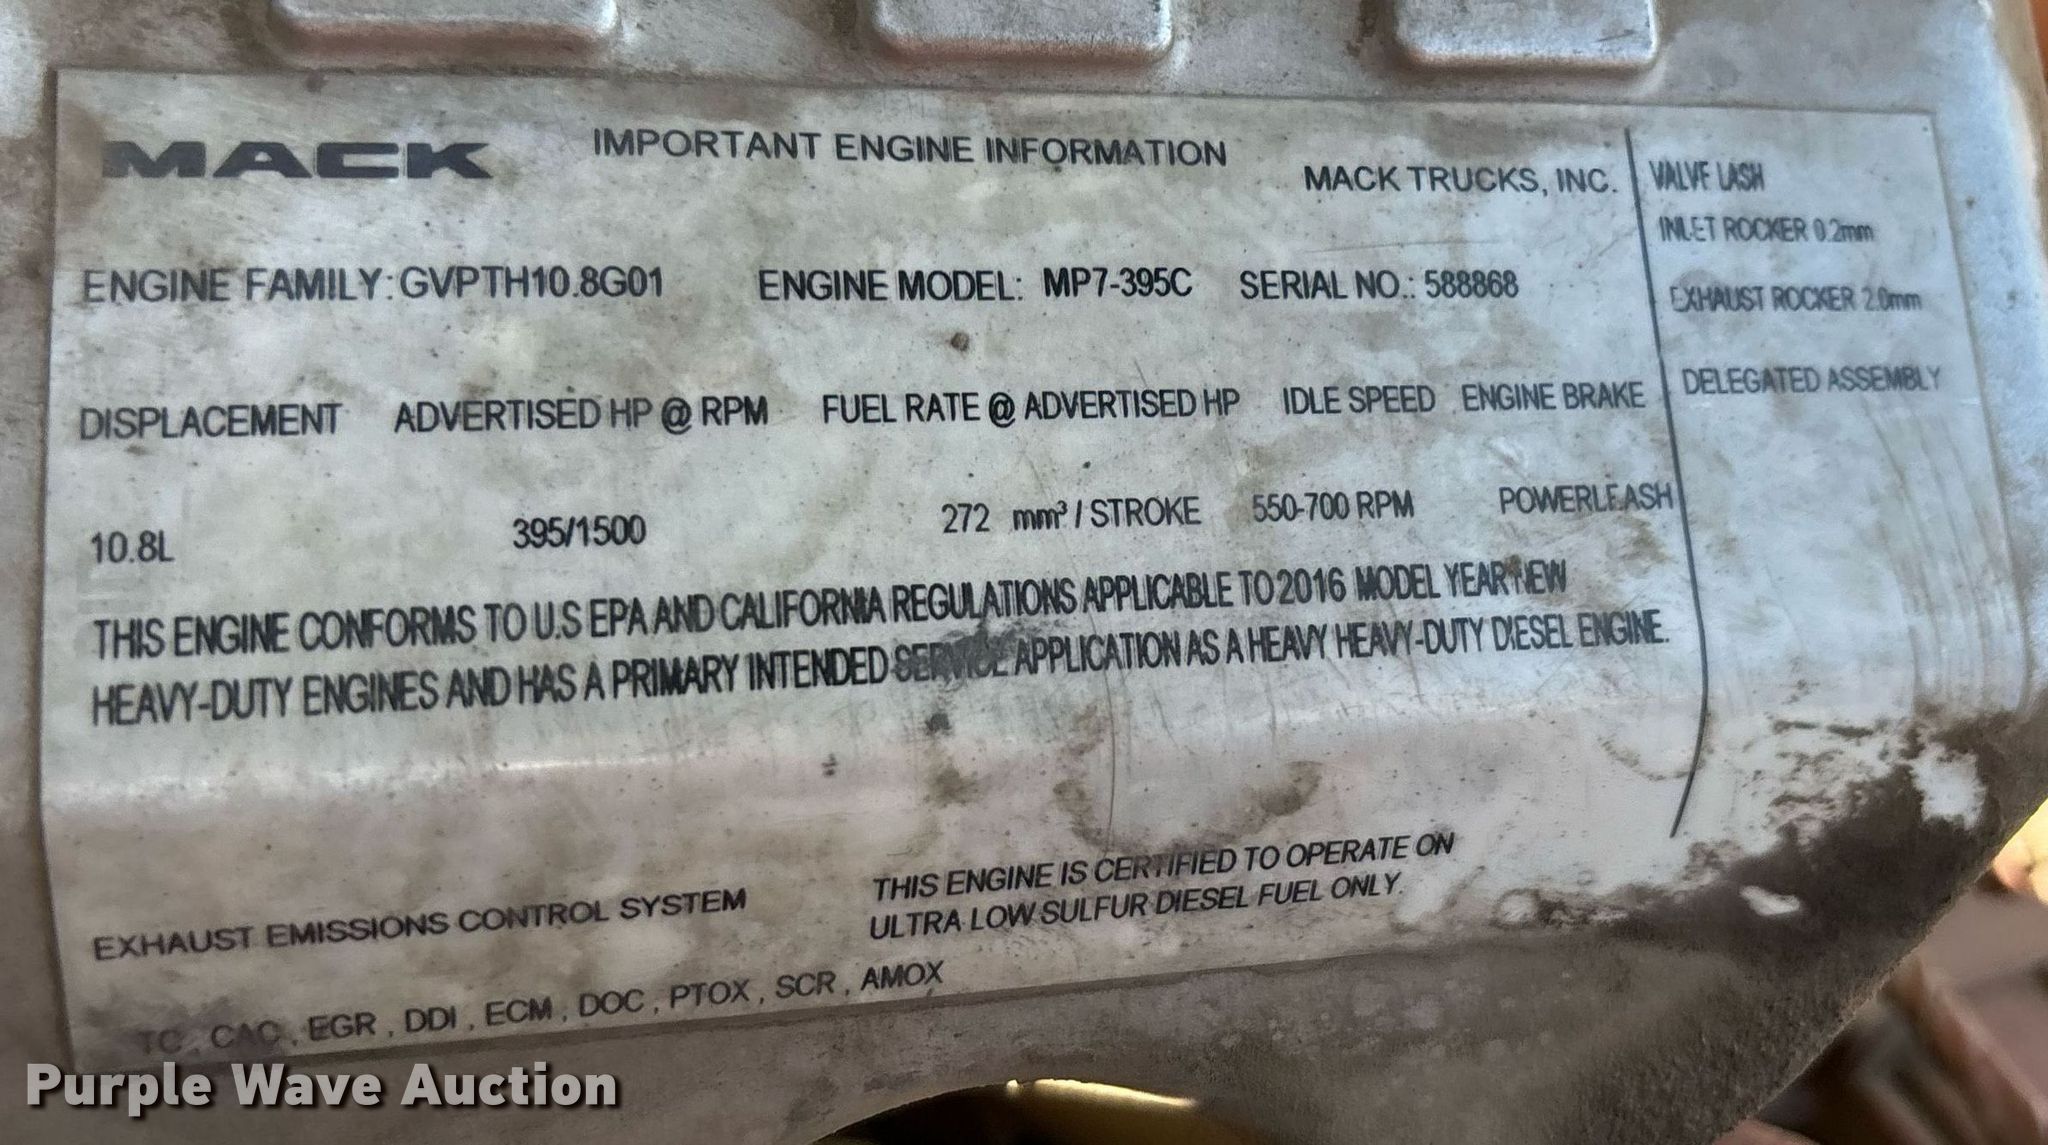 MACK IMPORTANT ENGINE INFORMATION
MACK TRUCKS, INC.
ENGINE FAMILY: GVPTH10.8G01 ENGINE MODEL: MP7-395C SERIAL NO.: 588868
DISPLACEMENT ADVERTISED HP @ RPM FUEL RATE @ ADVERTISED HP IDLE SPEED ENGINE BRAKE
10.8L 395/1500 272 mm³ / STROKE 550-700 RPM POWERLEASH
THIS ENGINE CONFORMS TO U.S EPA AND CALIFORNIA REGULATIONS APPLICABLE TO 2016 MODEL YEAR NEW
HEAVY-DUTY ENGINES AND HAS A PRIMARY INTENDED SERVICE APPLICATION AS A HEAVY HEAVY-DUTY DIESEL ENGINE.
VALVE LASH
INLET ROCKER 0.2mm
EXHAUST ROCKER 2.0mm
DELEGATED ASSEMBLY
EXHAUST EMISSIONS CONTROL SYSTEM
TC , CAC , EGR , DDI , ECM , DOC , PTOX , SCR , AMOX
THIS ENGINE IS CERTIFIED TO OPERATE ON
ULTRA LOW SULFUR DIESEL FUEL ONLY.
Purple Wave Auction